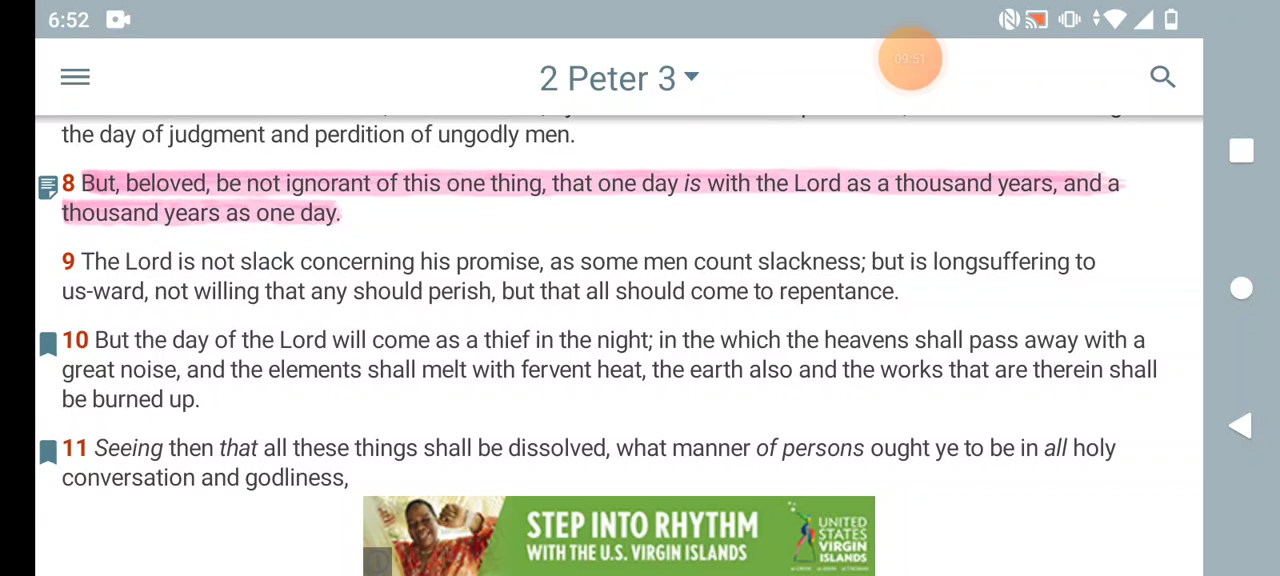 6:52
2 Peter 3
09:51
the day of judgment and perdition of ungodly men.
8 But, beloved, be not ignorant of this one thing, that one day is with the Lord as a thousand years, and a
thousand years as one day.
9 The Lord is not slack concerning his promise, as some men count slackness; but is longsuffering to
us-ward, not willing that any should perish, but that all should come to repentance.
10 But the day of the Lord will come as a thief in the night; in the which the heavens shall pass away with a
great noise, and the elements shall melt with fervent heat, the earth also and the works that are therein shall
be burned up.
11 Seeing then that all these things shall be dissolved, what manner of persons ought ye to be in all holy
conversation and godliness,
STEP INTO RHYTHM
WITH THE U.S. VIRGIN ISLANDS
UNITED
STATES
VIRGIN
ISLANDS